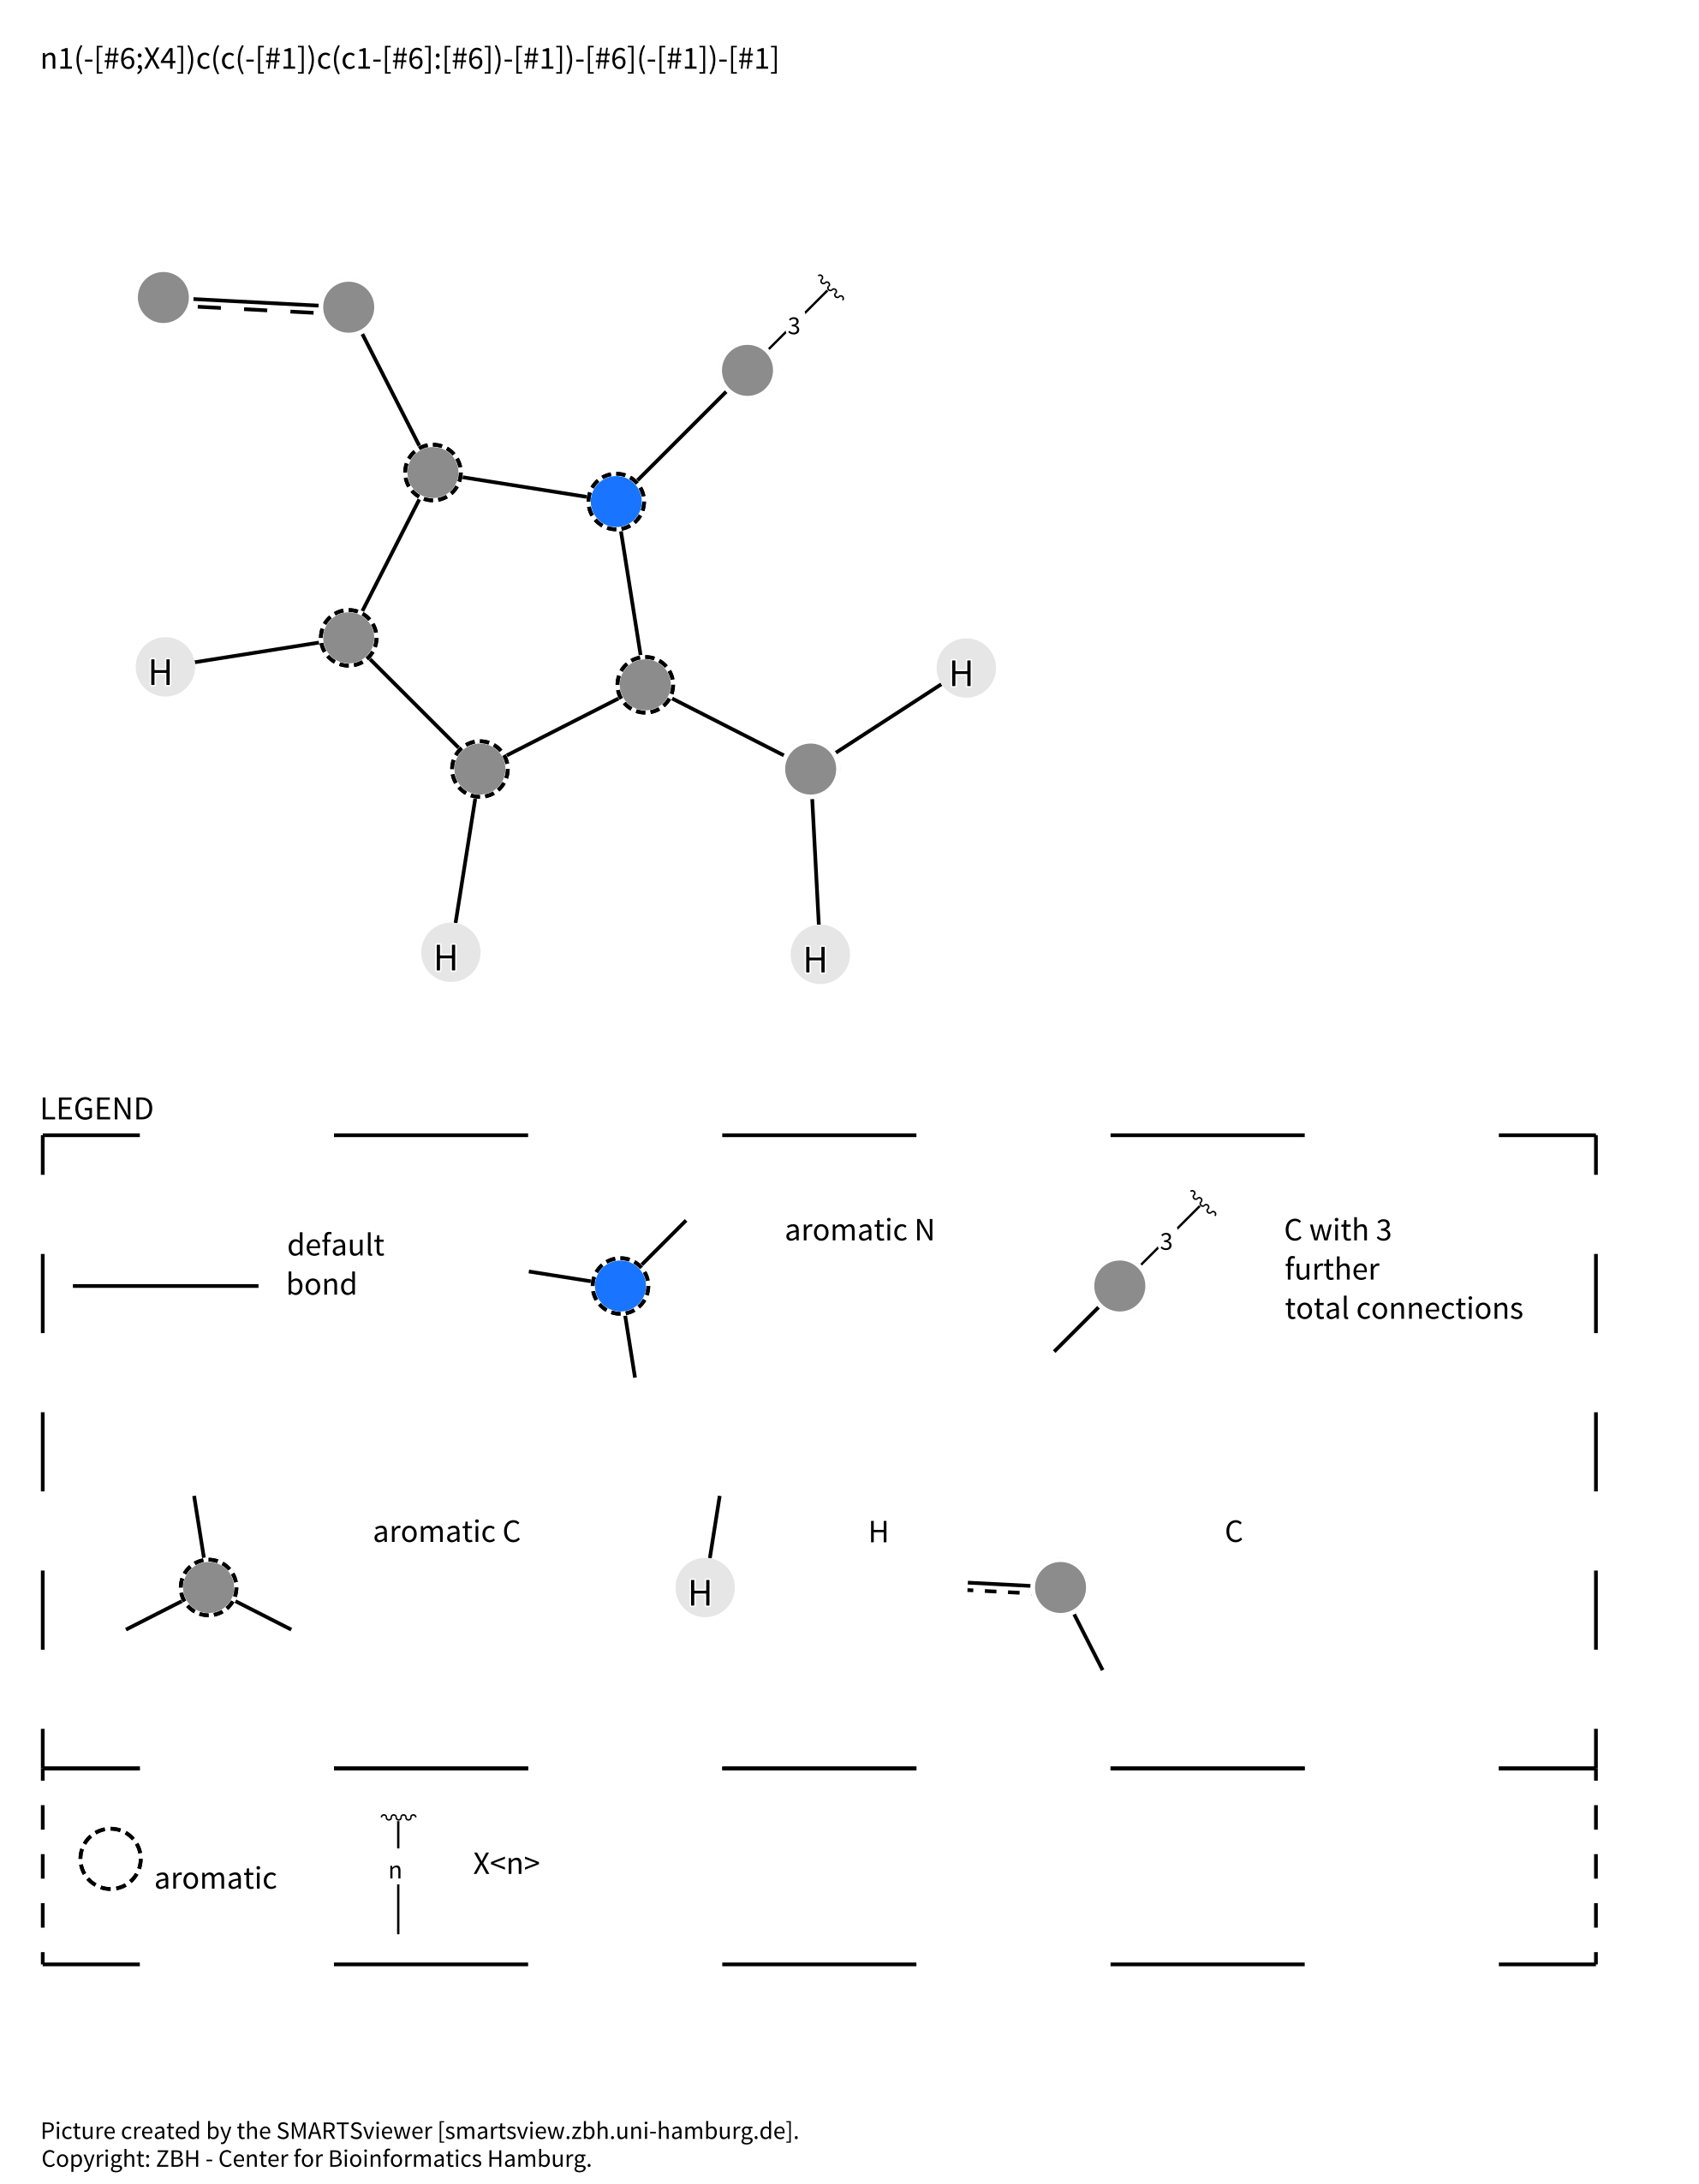 n1(-[#6;X4])c(c(-[#1])c(c1-[#6]:[#6])-[#1])-[#6](-[#1])-[#1]
3
H
H
H
H
LEGEND
default
bond
aromatic N
3
C with 3
further
total connections
aromatic C
H
H
C
aromatic
n
X<n>
Picture created by the SMARTSviewer [smartsview.zbh.uni-hamburg.de].
Copyright: ZBH - Center for Bioinformatics Hamburg.